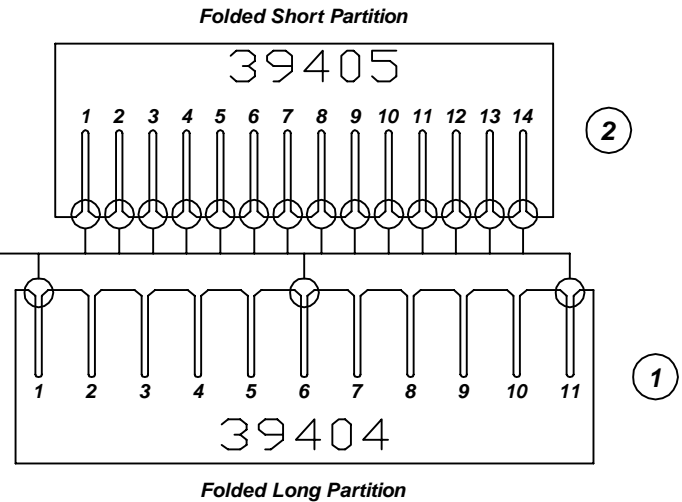 Folded Short Partition
39405
1 2 3 4 5 6 7 8 9 10 11 12 13 14
2
1
1 2 3 4 5 6 7 8 9 10 11
39404
Folded Long Partition